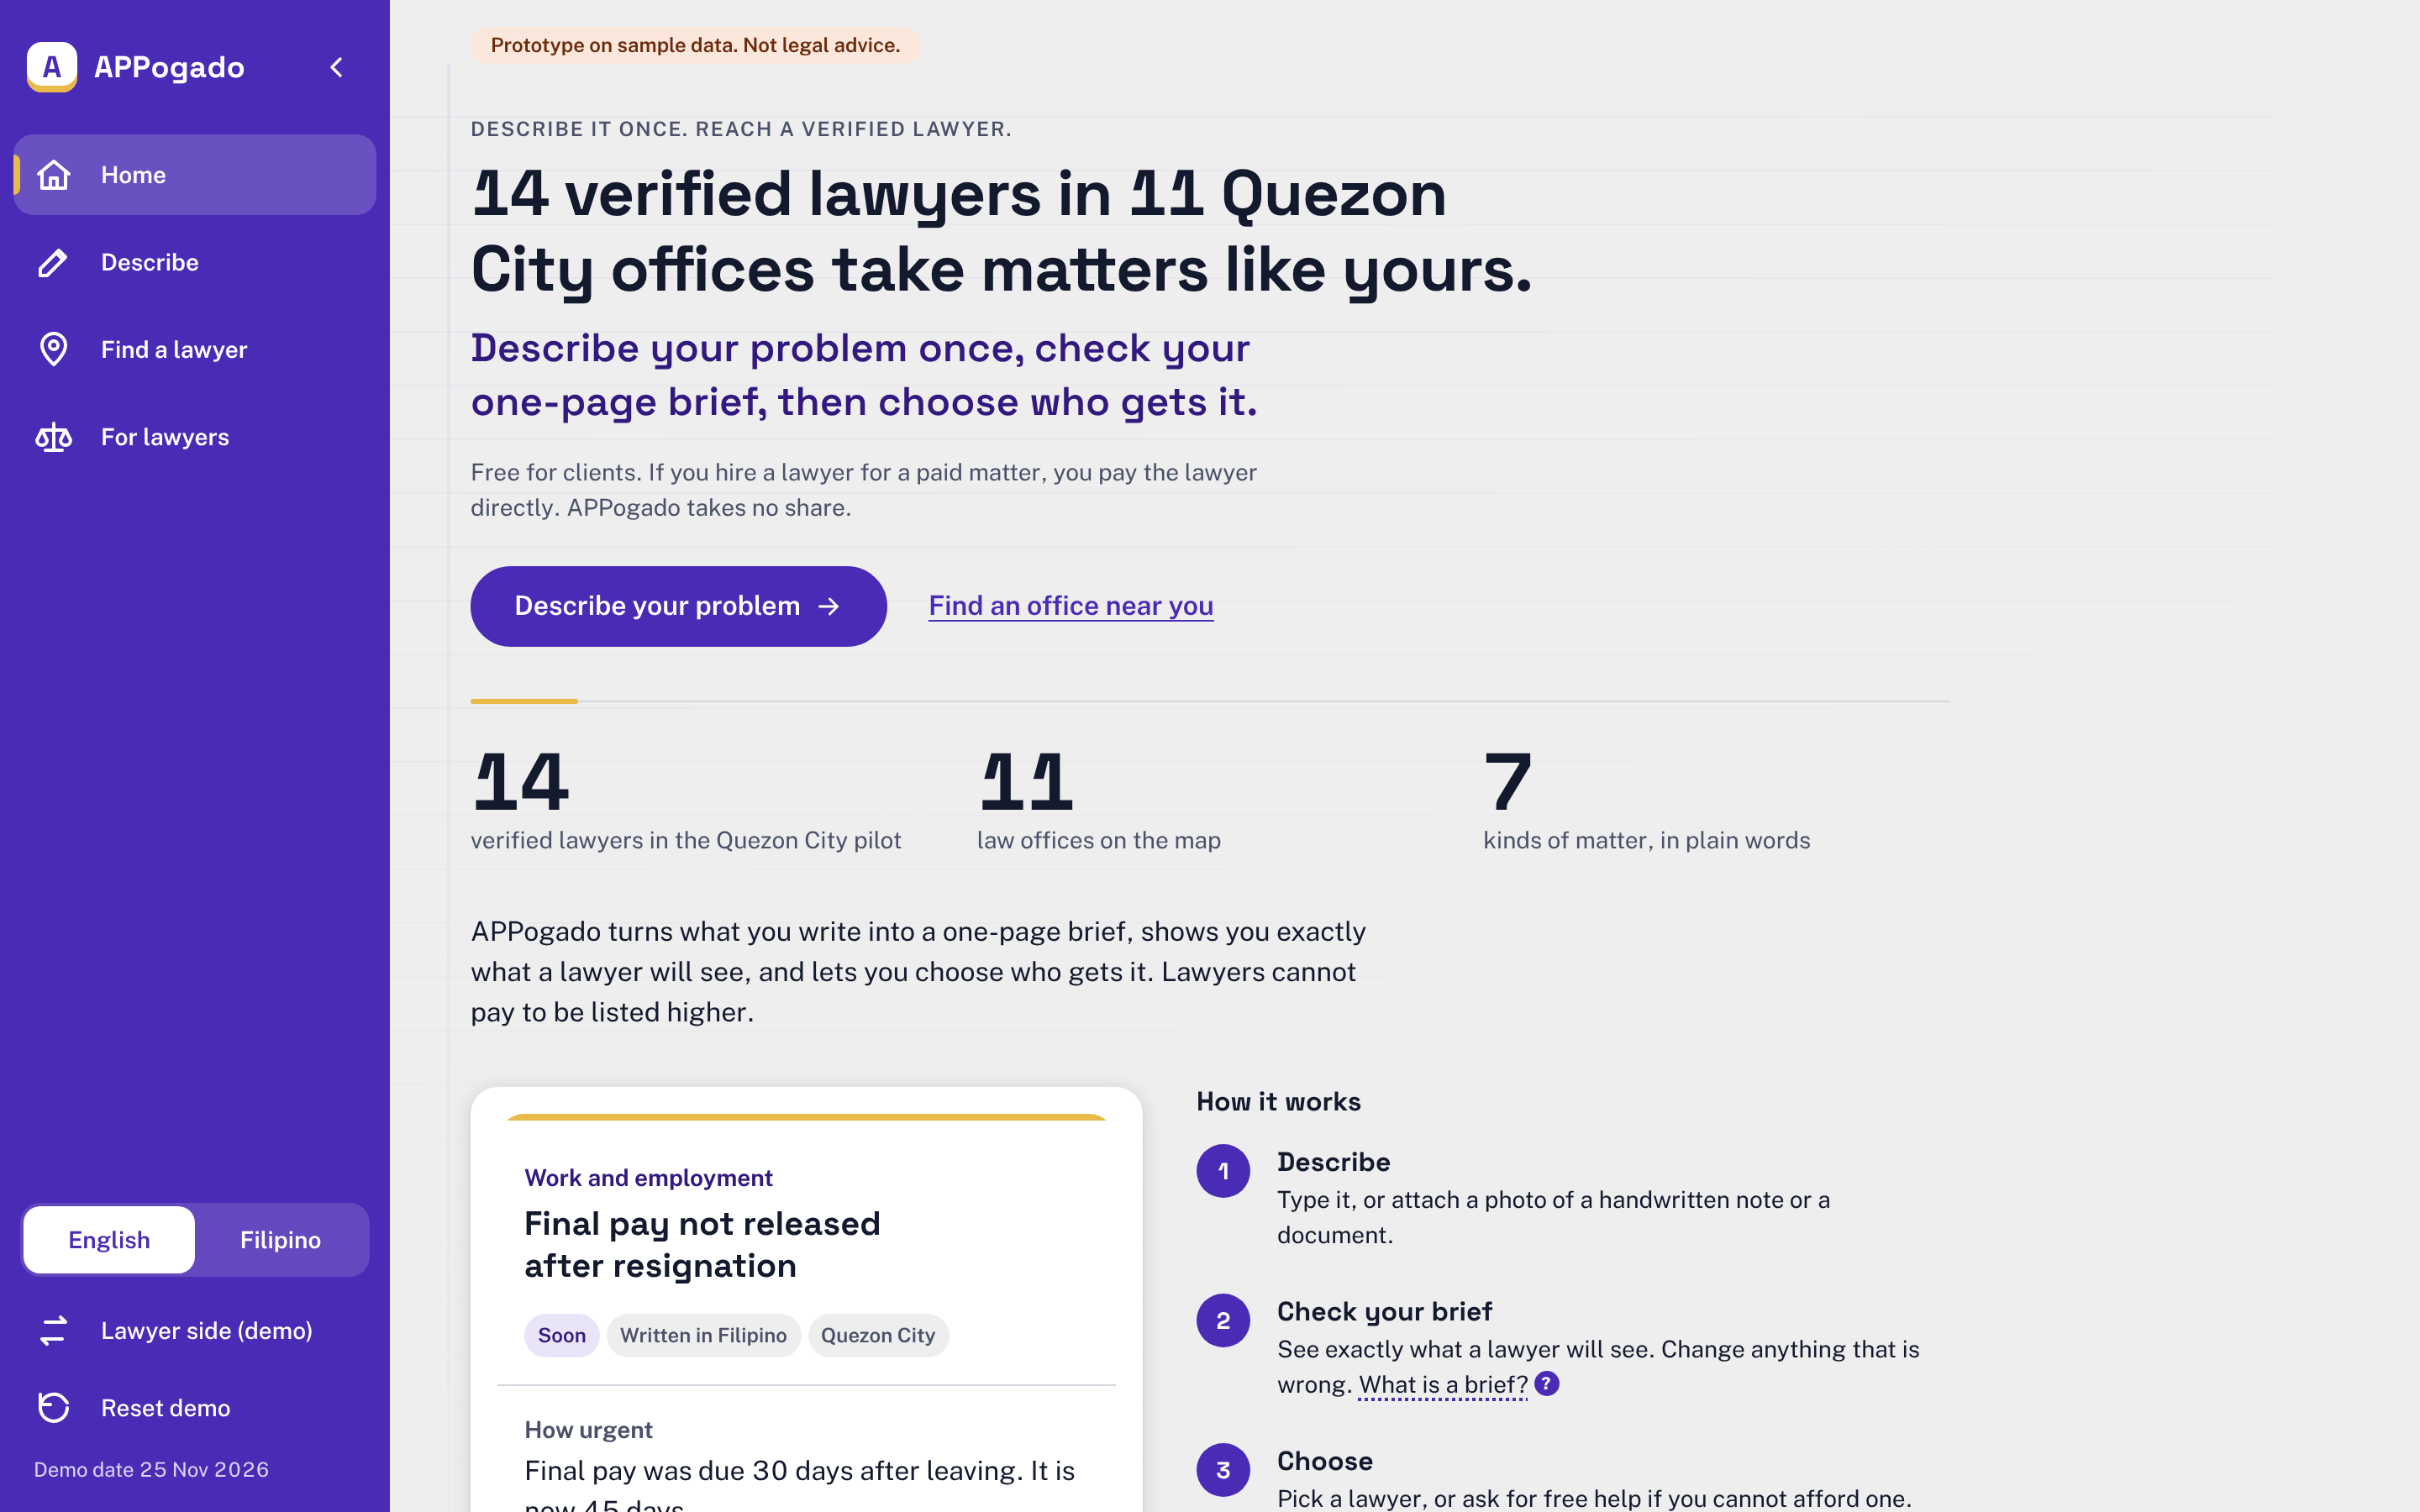 A APPogado
Home
Describe
Find a lawyer
For lawyers
English Filipino
Lawyer side (demo)
Reset demo
Demo date 25 Nov 2026
Prototype on sample data. Not legal advice.
DESCRIBE IT ONCE. REACH A VERIFIED LAWYER.
14 verified lawyers in 11 Quezon
City offices take matters like yours.
Describe your problem once, check your
one-page brief, then choose who gets it.
Free for clients. If you hire a lawyer for a paid matter, you pay the lawyer
directly. APPogado takes no share.
Describe your problem →
Find an office near you
14
verified lawyers in the Quezon City pilot
11
law offices on the map
7
kinds of matter, in plain words
APPogado turns what you write into a one-page brief, shows you exactly
what a lawyer will see, and lets you choose who gets it. Lawyers cannot
pay to be listed higher.
Work and employment
Final pay not released
after resignation
Soon Written in Filipino Quezon City
How urgent
Final pay was due 30 days after leaving. It is
now 45 days
How it works
1 Describe
Type it, or attach a photo of a handwritten note or a
document.
2 Check your brief
See exactly what a lawyer will see. Change anything that is
wrong. What is a brief? ?
3 Choose
Pick a lawyer, or ask for free help if you cannot afford one.